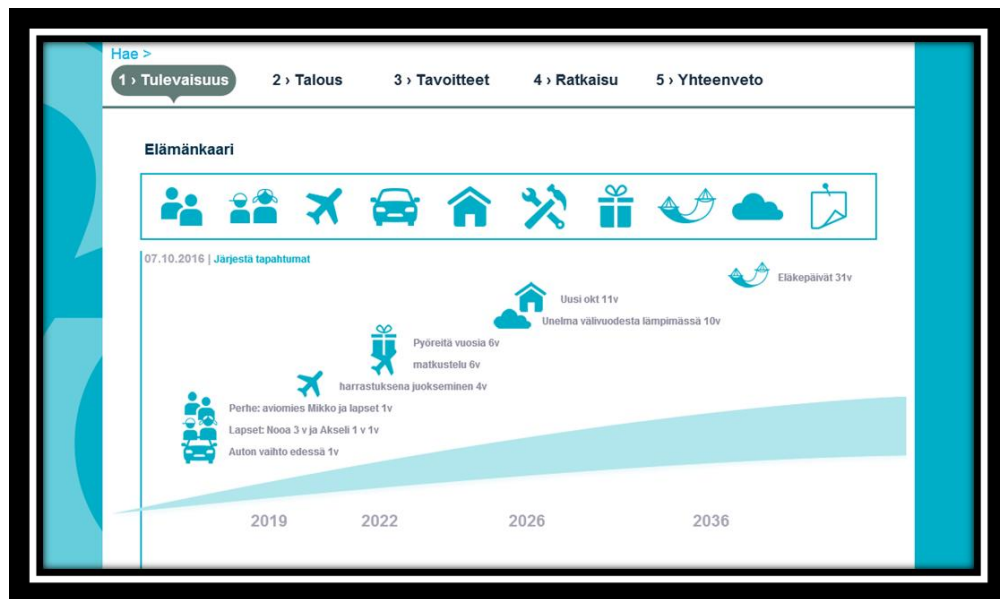 Hae >
1 › Tulevaisuus 2 › Talous 3 › Tavoitteet 4 › Ratkaisu 5 › Yhteenveto
Elämänkaari
07.10.2016 | Järjestä tapahtumat
Eläkepäivät 31v
Uusi okt 11v
Unelma välivuodesta lämpimässä 10v
Pyöreitä vuosia 6v
matkustelu 6v
harrastuksena juokseminen 4v
Perhe: aviomies Mikko ja lapset 1v
Lapset: Nooa 3 v ja Akseli 1 v 1v
Auton vaihto edessä 1v
2019 2022 2026 2036